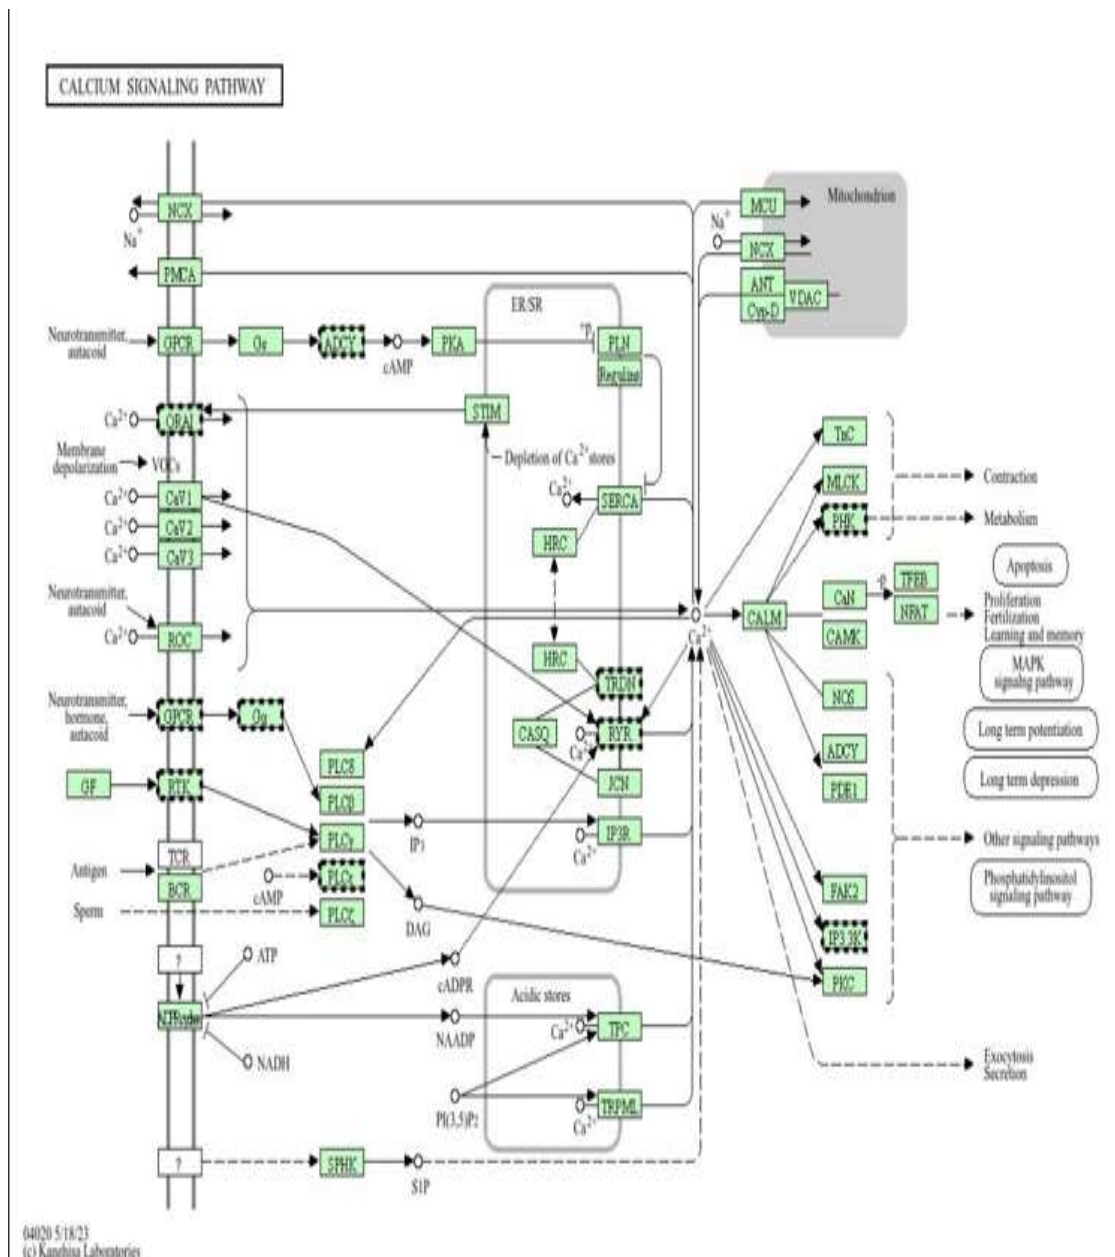 CALCIUM SIGNALING PATHWAY
NCX
Na+
PMCA
Neurotransmitter,
autacoid
GPCR
Gs
ADCY
cAMP
PKA
ER/SR
+p
PLN
Regulino
MCU
Mitochondrion
Na+
NCX
ANT
Cyp-D
VDAC
Ca2+
ORAI
STIM
Depletion of Ca2+ stores
Membrane
depolarization
VOCs
Ca2+
CaV1
Ca2+
CaV2
Ca2+
CaV3
Ca2+
SERCA
HRC
HRC
Neurotransmitter,
autacoid
Ca2+
ROC
TRDN
CASQ
Ca2+
RYR
JCN
Ca2+
IP3R
Neurotransmitter,
hormone,
autacoid
GPCR
Gq
GF
RTK
PLCδ
PLCβ
PLCγ
IP3
Antigen
TCR
BCR
cAMP
PLCε
Sperm
PLCζ
DAG
?
ATP
cADPR
NADH
NAADP
Acidic stores
Ca2+
TPC
PI(3,5)P2
Ca2+
TRPML
?
SPHK
S1P
Ca2+
CALM
TnC
MLCK
PHK
Contraction
Metabolism
CaN
-p
TFEB
NFAT
CAMK
Apoptosis
Proliferation
Fertilization
Learning and memory
MAPK
signalng pathway
NOS
ADCY
PDE1
Long term potentiation
Long term depression
Other signaling pathways
Phosphatidylinositol
signaling pathway
FAK2
IP3 3K
PKC
Exocytosis
Secretion
04020 5/18/23
(c) Kanehisa Laboratories